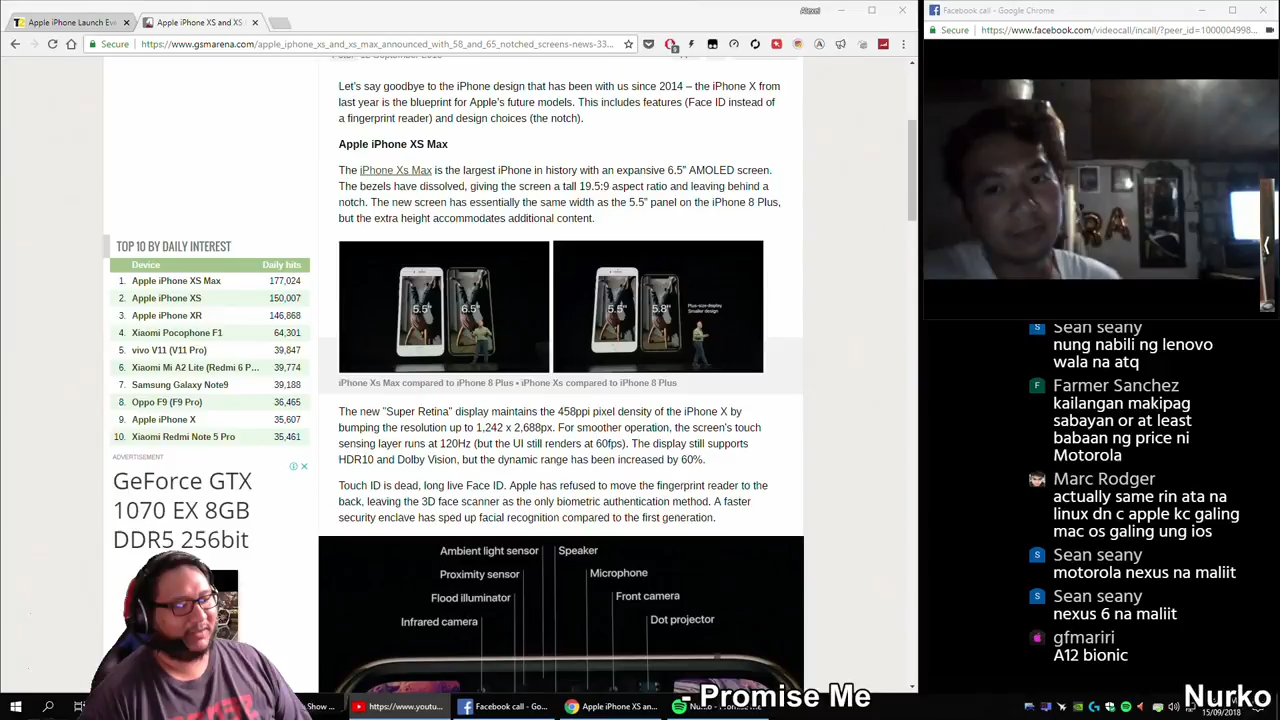 Apple iPhone Launch Eve
Apple iPhone XS and XS
Alexei
Facebook call - Google Chrome
Secure
https://www.gsmarena.com/apple_iphone_xs_and_xs_max_announced_with_58_and_65_notched_screens-news-33...
Secure
https://www.facebook.com/videocall/incall/?peer_id=1000004998...
Let's say goodbye to the iPhone design that has been with us since 2014 – the iPhone X from
last year is the blueprint for Apple's future models. This includes features (Face ID instead of
a fingerprint reader) and design choices (the notch).
Apple iPhone XS Max
The iPhone Xs Max is the largest iPhone in history with an expansive 6.5" AMOLED screen.
The bezels have dissolved, giving the screen a tall 19.5:9 aspect ratio and leaving behind a
notch. The new screen has essentially the same width as the 5.5" panel on the iPhone 8 Plus,
but the extra height accommodates additional content.
5.5"
6.5"
5.5"
5.8"
Plus-size display
Smaller design
iPhone Xs Max compared to iPhone 8 Plus • iPhone Xs compared to iPhone 8 Plus
The new "Super Retina" display maintains the 458ppi pixel density of the iPhone X by
bumping the resolution up to 1,242 x 2,688px. For smoother operation, the screen's touch
sensing layer runs at 120Hz (but the UI still renders at 60fps). The display still supports
HDR10 and Dolby Vision, but the dynamic range has been increased by 60%.
Touch ID is dead, long live Face ID. Apple has refused to move the fingerprint reader to the
back, leaving the 3D face scanner as the only biometric authentication method. A faster
security enclave has sped up facial recognition compared to the first generation.
Ambient light sensor
Speaker
Proximity sensor
Microphone
Flood illuminator
Front camera
Infrared camera
Dot projector
TOP 10 BY DAILY INTEREST
Device Daily hits
1. Apple iPhone XS Max 177,024
2. Apple iPhone XS 150,007
3. Apple iPhone XR 146,868
4. Xiaomi Pocophone F1 64,301
5. vivo V11 (V11 Pro) 39,847
6. Xiaomi Mi A2 Lite (Redmi 6 P... 39,774
7. Samsung Galaxy Note9 39,188
8. Oppo F9 (F9 Pro) 36,465
9. Apple iPhone X 35,607
10. Xiaomi Redmi Note 5 Pro 35,461
ADVERTISEMENT
GeForce GTX
1070 EX 8GB
DDR5 256bit
Sean seany
nung nabili ng lenovo
wala na atq
Farmer Sanchez
kailangan makipag
sabayan or at least
babaan ng price ni
Motorola
Marc Rodger
actually same rin ata na
linux dn c apple kc galing
mac os galing ung ios
Sean seany
motorola nexus na maliit
Sean seany
nexus 6 na maliit
gfmariri
A12 bionic
- Promise Me
Nurko
https://www.youtu...
Facebook call - Go...
Apple iPhone XS an...
Nurko - Promise Me
15/09/2018